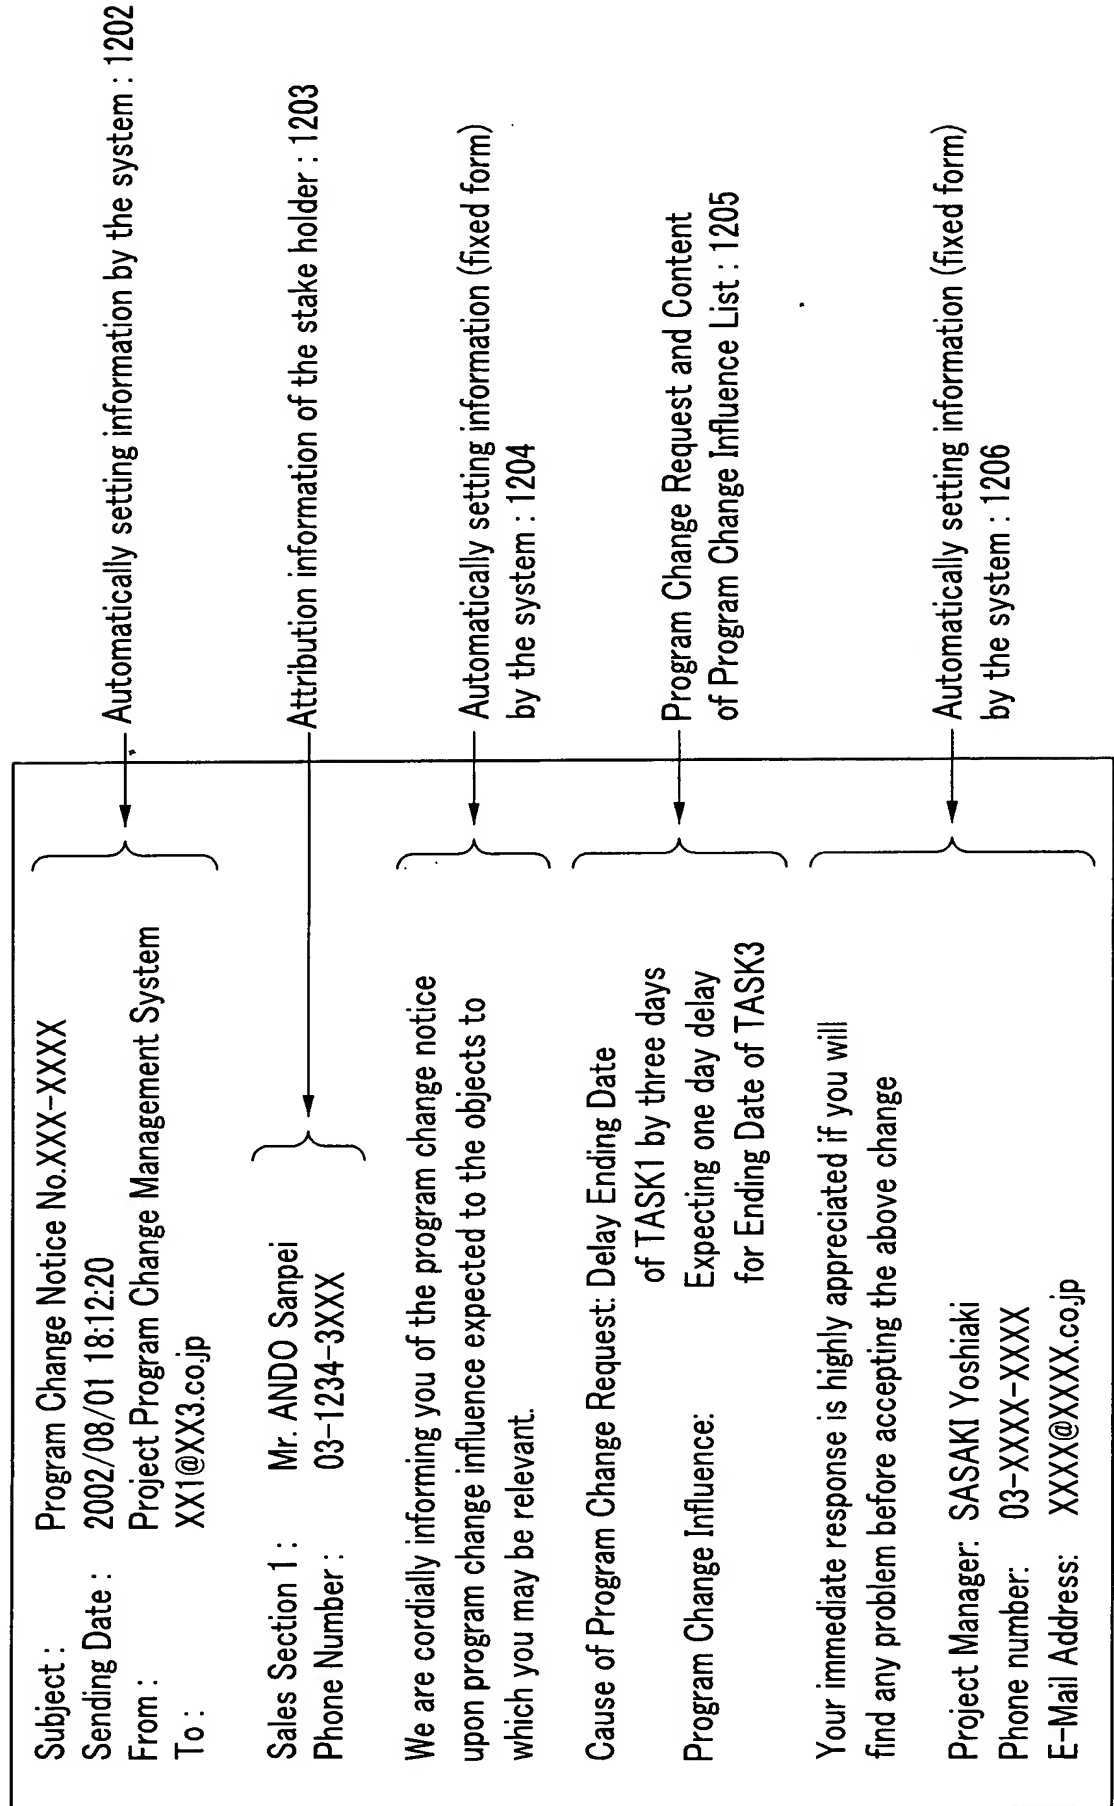 Subject : Program Change Notice No.XXX-XXXX
Sending Date : 2002/08/01 18:12:20
From : Project Program Change Management System
To : XX1@XX3.co.jp
Automatically setting information by the system : 1202
Sales Section 1 : Mr. ANDO Sanpei
Phone Number : 03-1234-3XXX
Attribution information of the stake holder : 1203
We are cordially informing you of the program change notice
upon program change influence expected to the objects to
which you may be relevant.
Automatically setting information (fixed form)
by the system : 1204
Cause of Program Change Request: Delay Ending Date
of TASK1 by three days
Program Change Influence: Expecting one day delay
for Ending Date of TASK3
Program Change Request and Content
of Program Change Influence List : 1205
Your immediate response is highly appreciated if you will
find any problem before accepting the above change
Project Manager: SASAKI Yoshiaki
Phone number: 03-XXXX-XXXX
E-Mail Address: XXXX@XXXX.co.jp
Automatically setting information (fixed form)
by the system : 1206